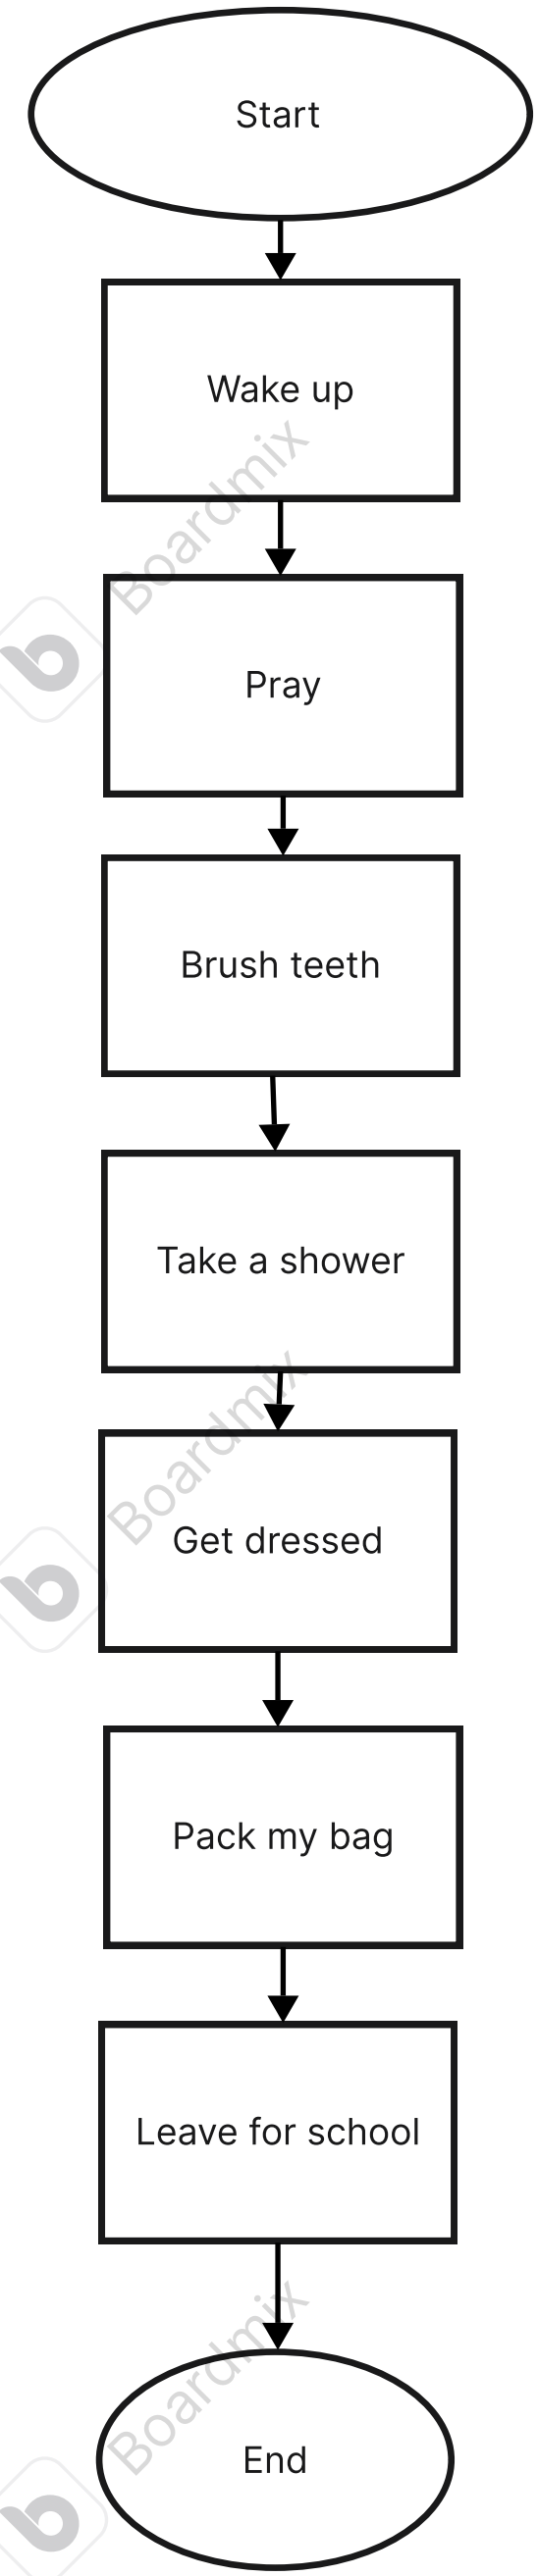 Start
Wake up
Boardmix
Pray
Brush teeth
Take a shower
Boardmix
Get dressed
Pack my bag
Leave for school
Boardmix
End